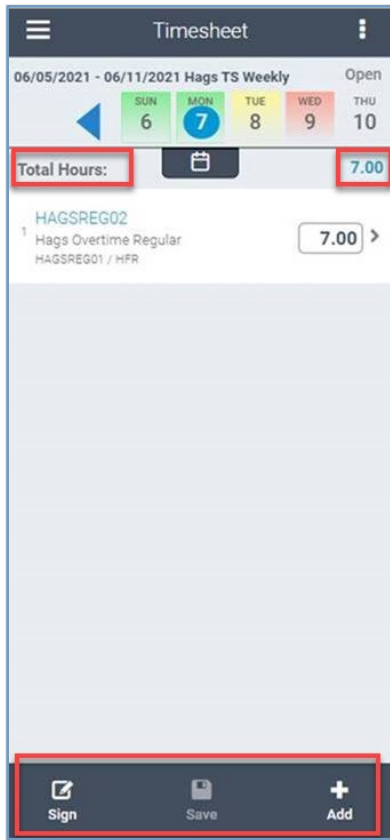 Timesheet
06/05/2021 - 06/11/2021 Hags TS Weekly Open
SUN MON TUE WED THU
6 7 8 9 10
Total Hours: 7.00
HAGSREG02
1 Hags Overtime Regular 7.00
HAGSREG01 / HFR
Sign Save Add